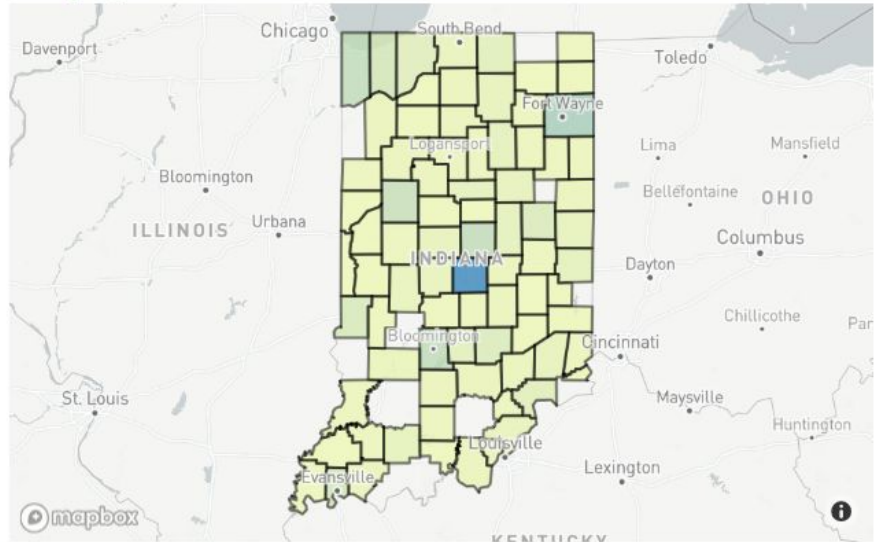 Chicago
South Bend
Davenport
Toledo
Fort Wayne
Logansport
Lima
Mansfield
Bloomington
Bellefontaine
OHIO
ILLINOIS
Urbana
Columbus
INDIANA
Dayton
Chillicothe
Par
Bloomington
Cincinnati
St. Louis
Maysville
Huntington
Louisville
Lexington
Evansville
mapbox
i
KENTUCKY